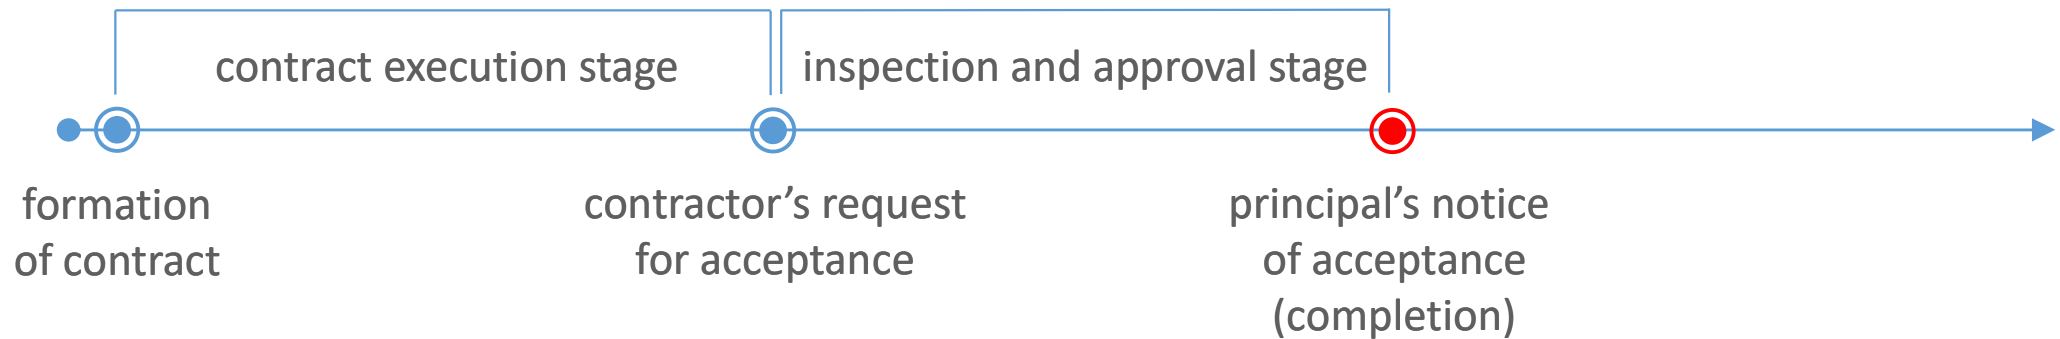 contract execution stage
inspection and approval stage
formation
of contract
contractor’s request
for acceptance
principal’s notice
of acceptance
(completion)